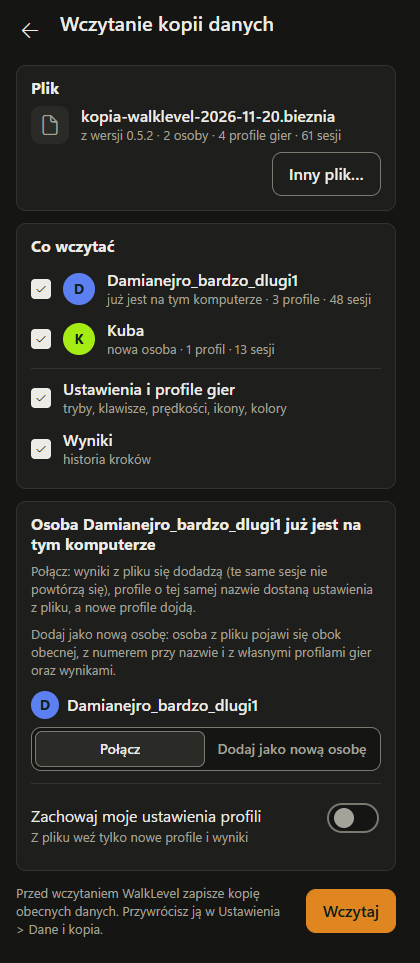 Wczytanie kopii danych
Plik
kopia-walklevel-2026-11-20.bieznia
z wersji 0.5.2 · 2 osoby · 4 profile gier · 61 sesji
Inny plik...
Co wczytać
D
Damianejro_bardzo_dlugi1
już jest na tym komputerze · 3 profile · 48 sesji
K
Kuba
nowa osoba · 1 profil · 13 sesji
Ustawienia i profile gier
tryby, klawisze, prędkości, ikony, kolory
Wyniki
historia kroków
Osoba Damianejro_bardzo_dlugi1 już jest na
tym komputerze
Połącz: wyniki z pliku się dodadzą (te same sesje nie
powtórzą się), profile o tej samej nazwie dostaną ustawienia
z pliku, a nowe profile dojdą.
Dodaj jako nową osobę: osoba z pliku pojawi się obok
obecnej, z numerem przy nazwie i z własnymi profilami gier
oraz wynikami.
D
Damianejro_bardzo_dlugi1
Połącz
Dodaj jako nową osobę
Zachowaj moje ustawienia profili
Z pliku weź tylko nowe profile i wyniki
Przed wczytaniem WalkLevel zapisze kopię
obecnych danych. Przywrócisz ją w Ustawienia
> Dane i kopia.
Wczytaj